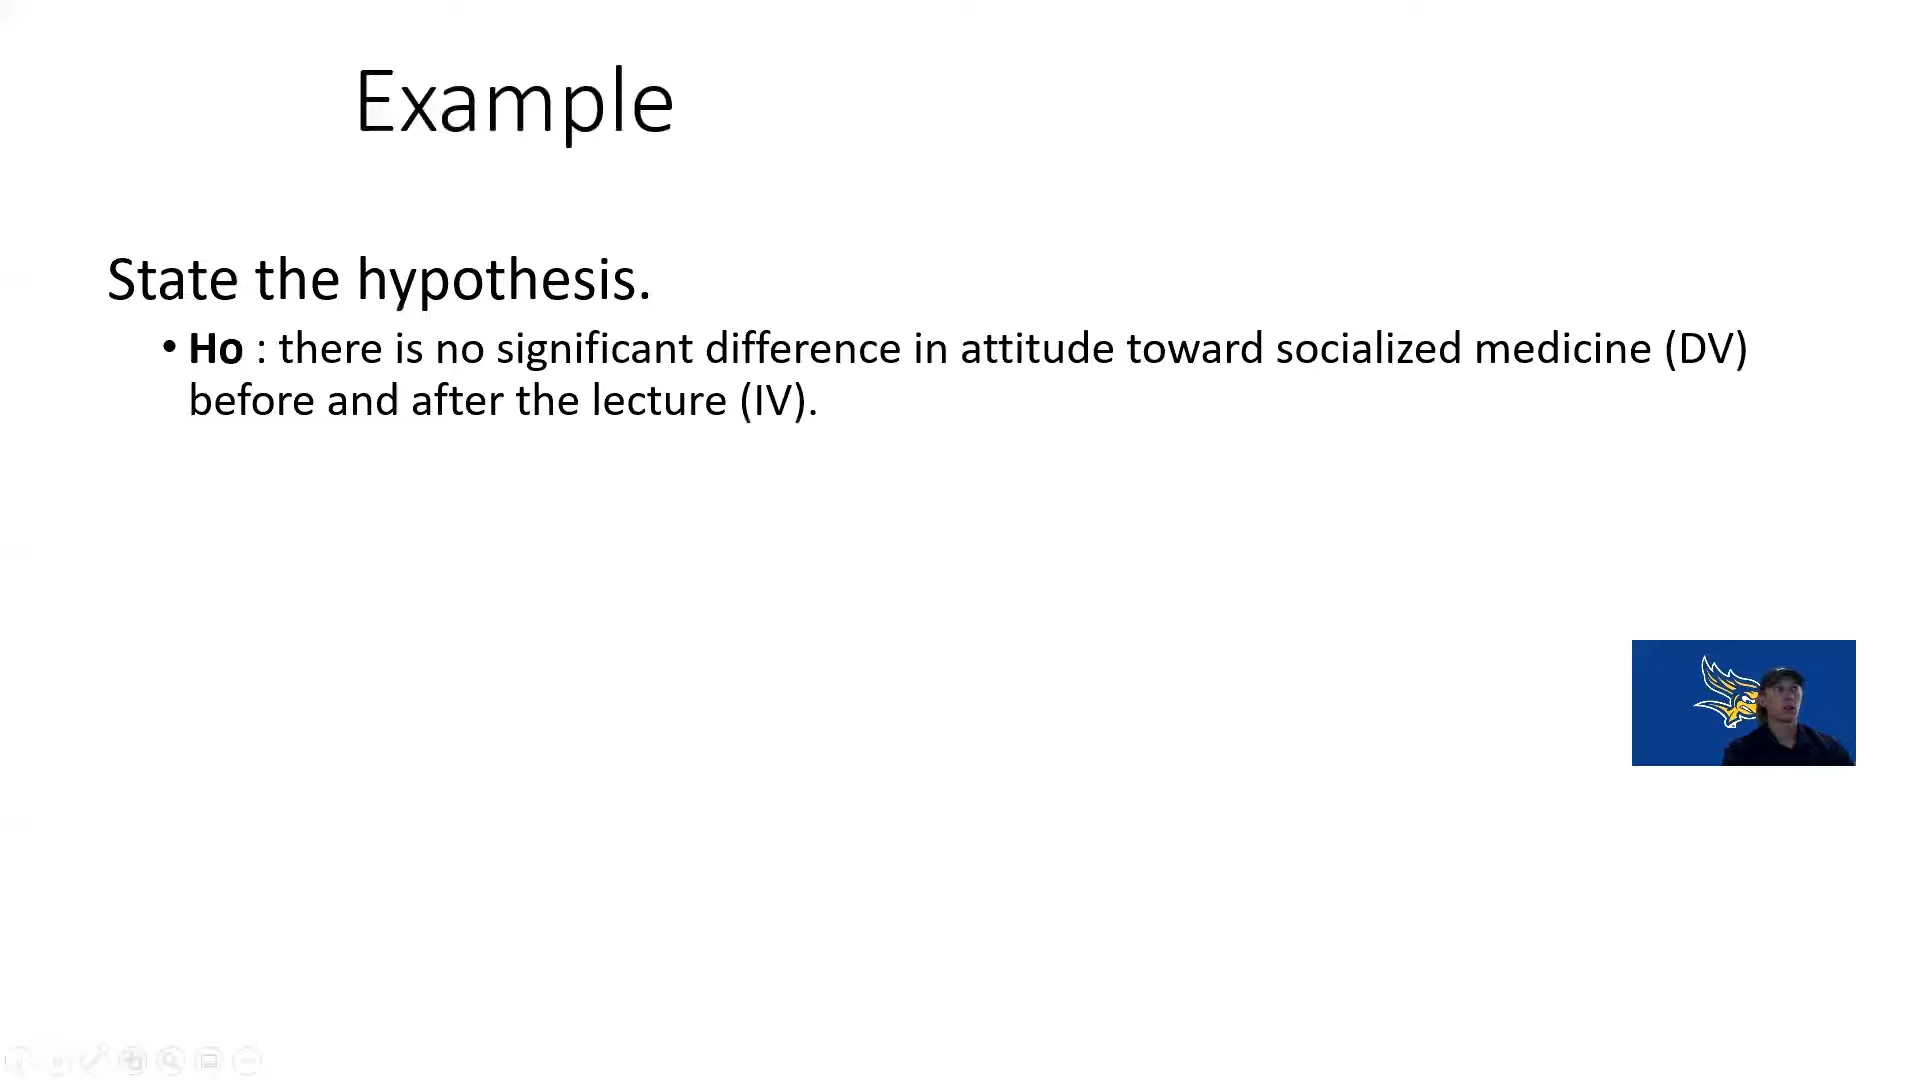 Example
State the hypothesis.
• Ho : there is no significant difference in attitude toward socialized medicine (DV)
before and after the lecture (IV).